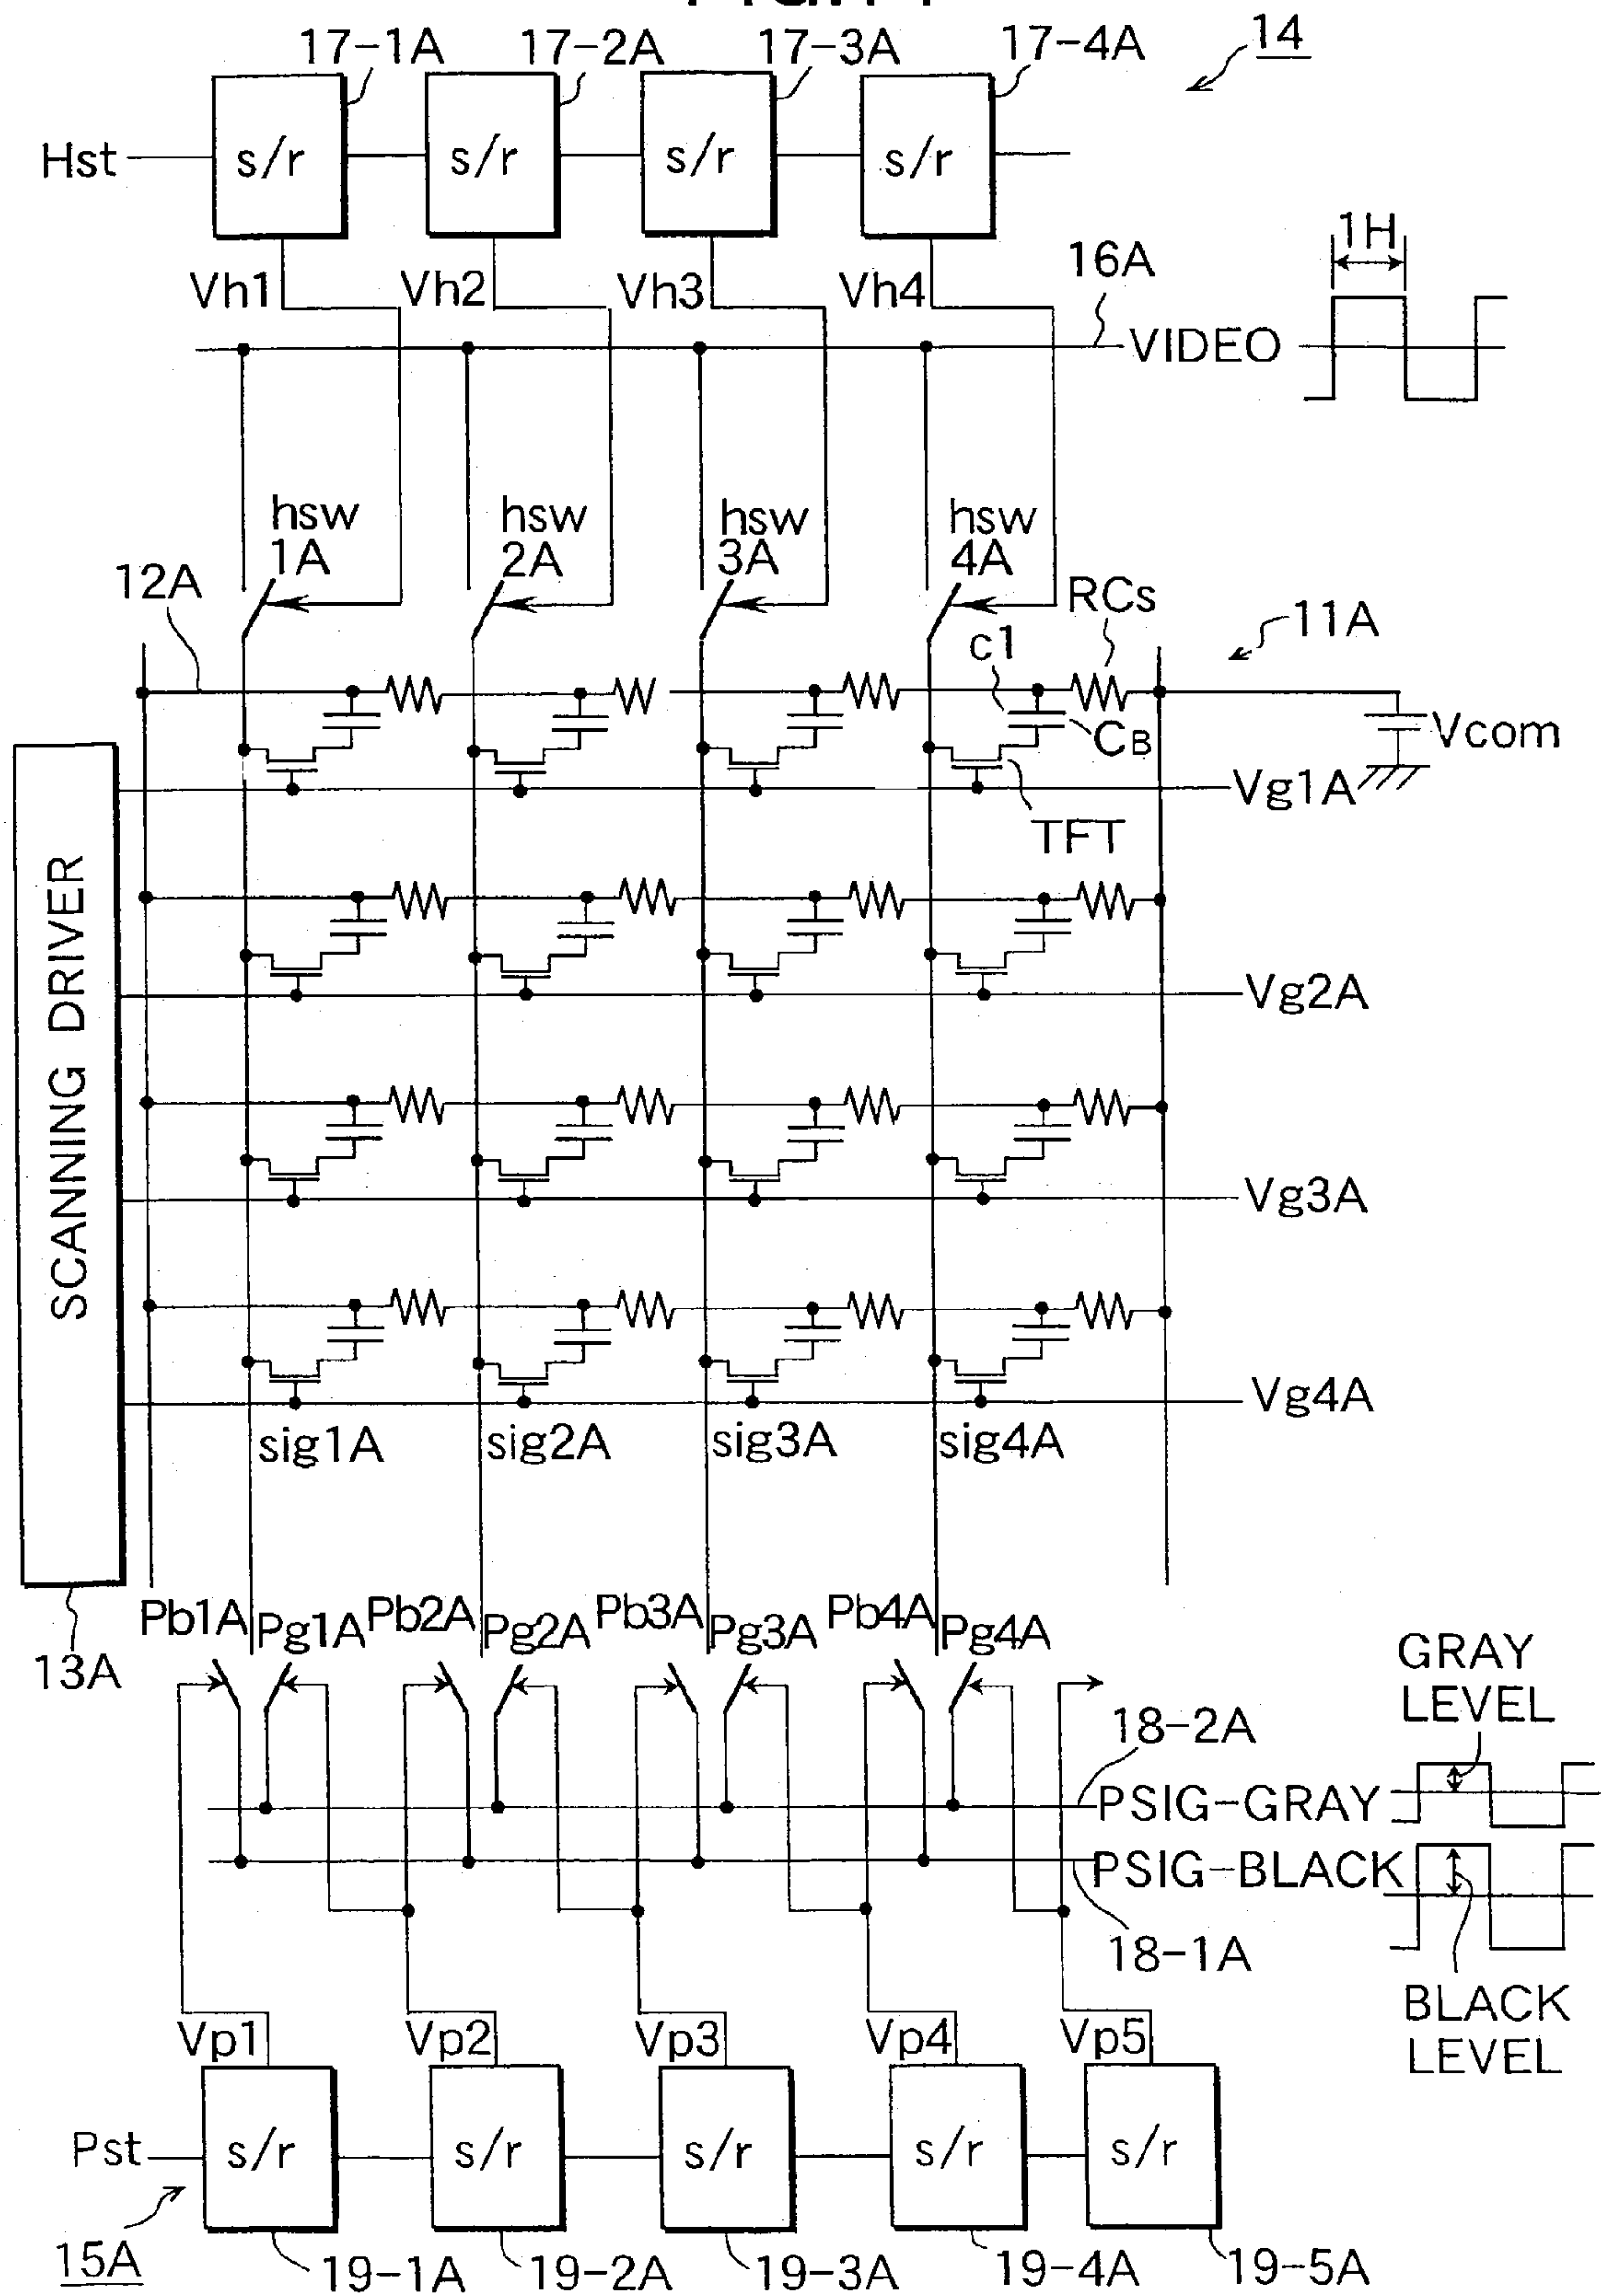 17-1A 17-2A 17-3A 17-4A 14
Hst s/r s/r s/r s/r
1H
Vh1 Vh2 Vh3 Vh4 16A
VIDEO
hsw 1A
hsw 2A
hsw 3A
hsw 4A
12A RCs 11A
c1
CB Vcom
Vg1A
TFT
SCANNING DRIVER
Vg2A
Vg3A
Vg4A
sig1A sig2A sig3A sig4A
Pb1A Pg1A Pb2A Pg2A Pb3A Pg3A Pb4A Pg4A
13A
GRAY
LEVEL
18-2A
PSIG-GRAY
PSIG-BLACK
18-1A
BLACK
LEVEL
Vp1 Vp2 Vp3 Vp4 Vp5
Pst s/r s/r s/r s/r s/r
15A 19-1A 19-2A 19-3A 19-4A 19-5A